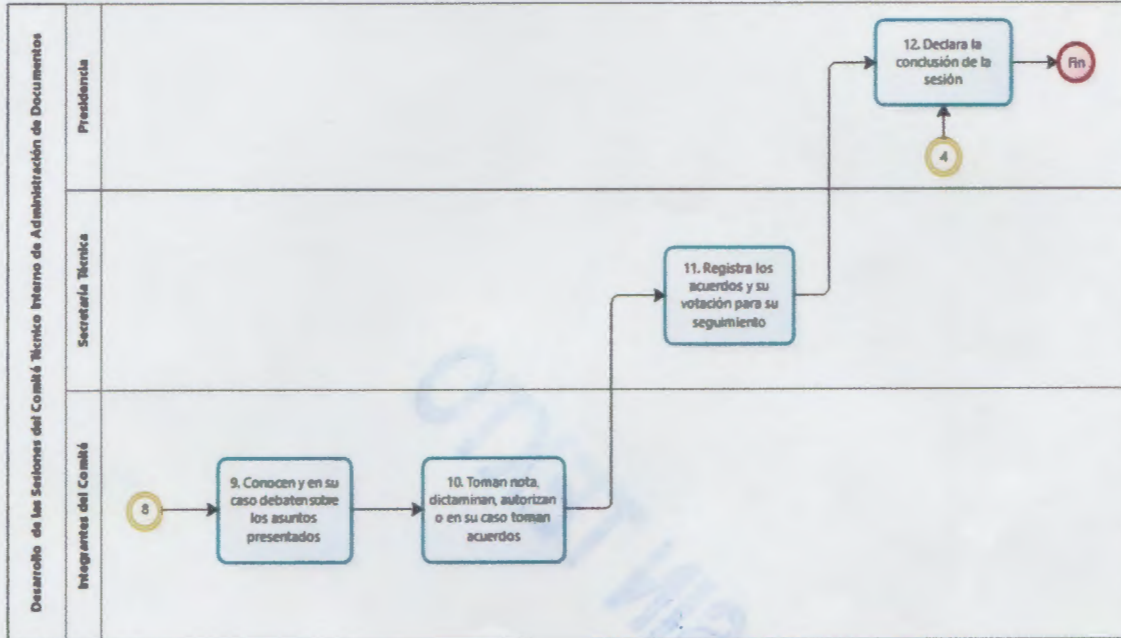 Desarrollo de las Sesiones del Comité Técnico Interno de Administración de Documentos
Presidencia
12. Declara la
conclusión de la
sesión
Fin
4
Secretaría Técnica
11. Registra los
acuerdos y su
votación para su
seguimiento
Integrantes del Comité
8
9. Conocen y en su
caso debaten sobre
los asuntos
presentados
10. Toman nota,
dictaminan, autorizan
o en su caso toman
acuerdos